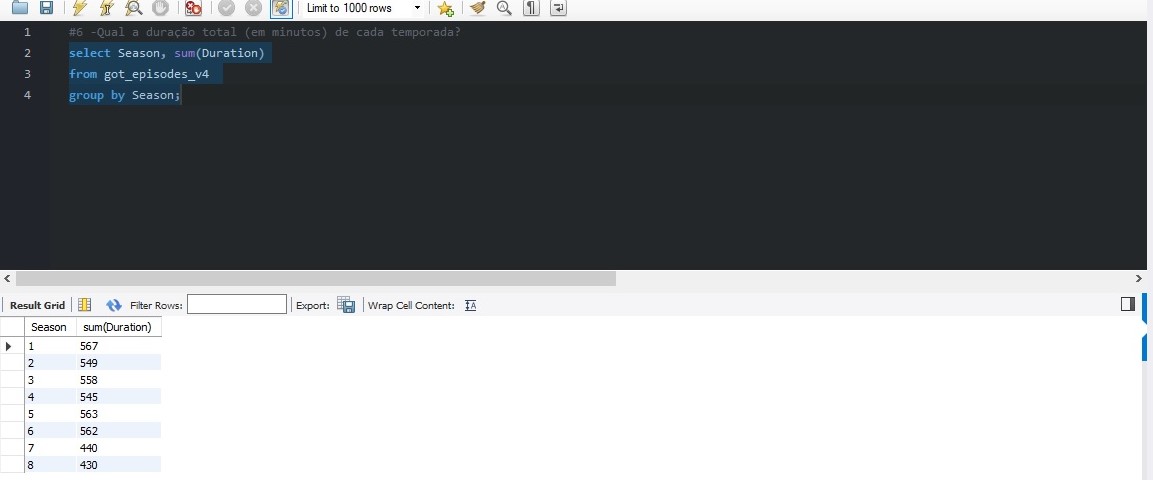 Limit to 1000 rows
1 #6 -Qual a duração total (em minutos) de cada temporada?
2 select Season, sum(Duration)
3 from got_episodes_v4
4 group by Season;
Result Grid Filter Rows: Export: Wrap Cell Content: IA
Season sum(Duration)
1 567
2 549
3 558
4 545
5 563
6 562
7 440
8 430